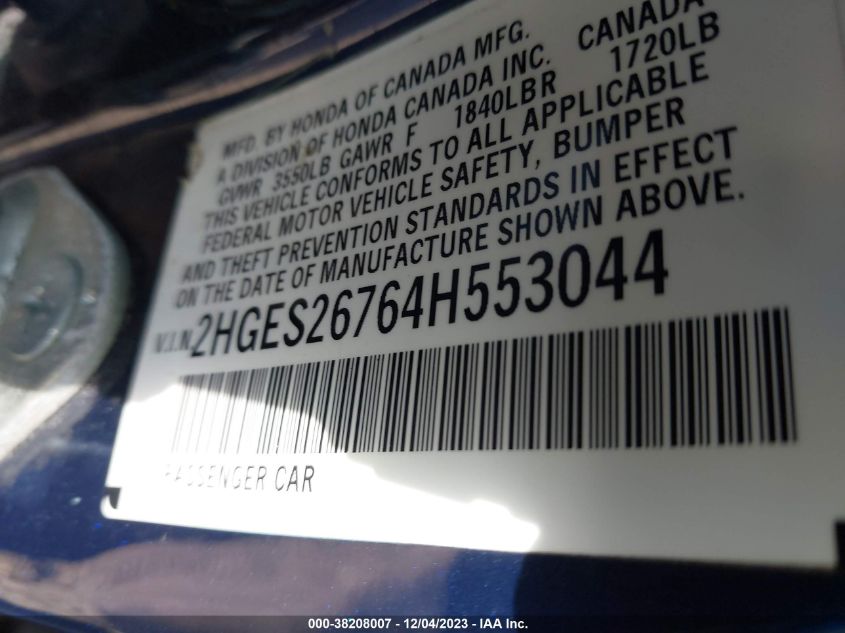 MFD. BY HONDA OF CANADA MFG.
A DIVISION OF HONDA CANADA INC. CANADA
GVWR 3550LB GAWR F 1840LBR 1720LB
THIS VEHICLE CONFORMS TO ALL APPLICABLE
FEDERAL MOTOR VEHICLE SAFETY, BUMPER
AND THEFT PREVENTION STANDARDS IN EFFECT
ON THE DATE OF MANUFACTURE SHOWN ABOVE.
V.I.N. 2HGES26764H553044
PASSENGER CAR
000-38208007 - 12/04/2023 - IAA Inc.